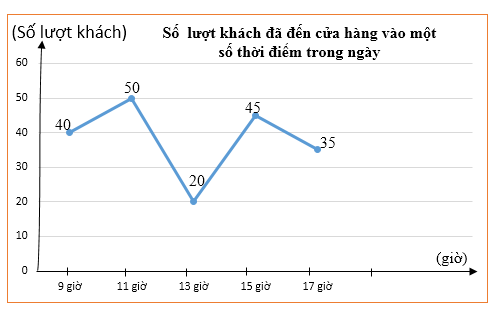 (Số lượt khách)
Số lượt khách đã đến cửa hàng vào một
số thời điểm trong ngày
60
50
40
30
20
10
0
40
50
20
45
35
(giờ)
9 giờ 11 giờ 13 giờ 15 giờ 17 giờ